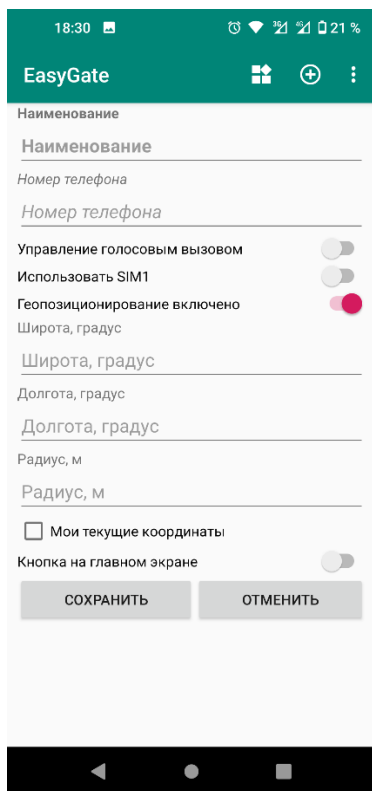 18:30 21 %
EasyGate
Наименование
Наименование
Номер телефона
Номер телефона
Управление голосовым вызовом
Использовать SIM1
Геопозиционирование включено
Широта, градус
Широта, градус
Долгота, градус
Долгота, градус
Радиус, м
Радиус, м
Мои текущие координаты
Кнопка на главном экране
СОХРАНИТЬ ОТМЕНИТЬ